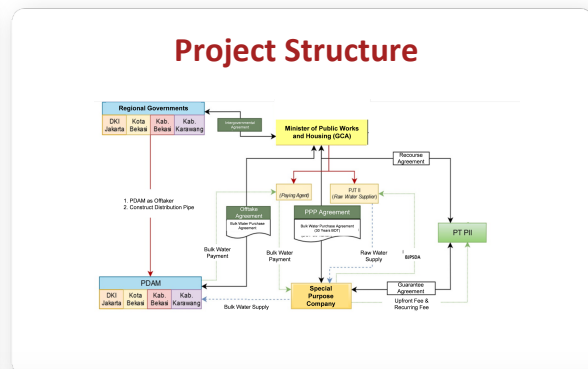 Project Structure
Regional Governments
DKI Jakarta
Kota Bekasi
Kab. Bekasi
Kab. Karawang
Intergovernmental Agreement
Minister of Public Works
and Housing (GCA)
Recourse
Agreement
1. PDAM as Offtaker
2. Construct Distribution Pipe
(Paying Agent)
PJT II
(Raw Water Supplier)
Offtake
Agreement
Bulk Water Purchase
Agreement
PPP Agreement
Bulk Water Purchase Agreement
(30 Years BOT)
PT PII
Bulk Water
Payment
Bulk Water
Payment
Raw Water
Supply
BJPSDA
PDAM
DKI Jakarta
Kota Bekasi
Kab. Bekasi
Kab. Karawang
Bulk Water Supply
Special
Purpose
Company
Guarantee
Agreement
Upfront Fee &
Recurring Fee